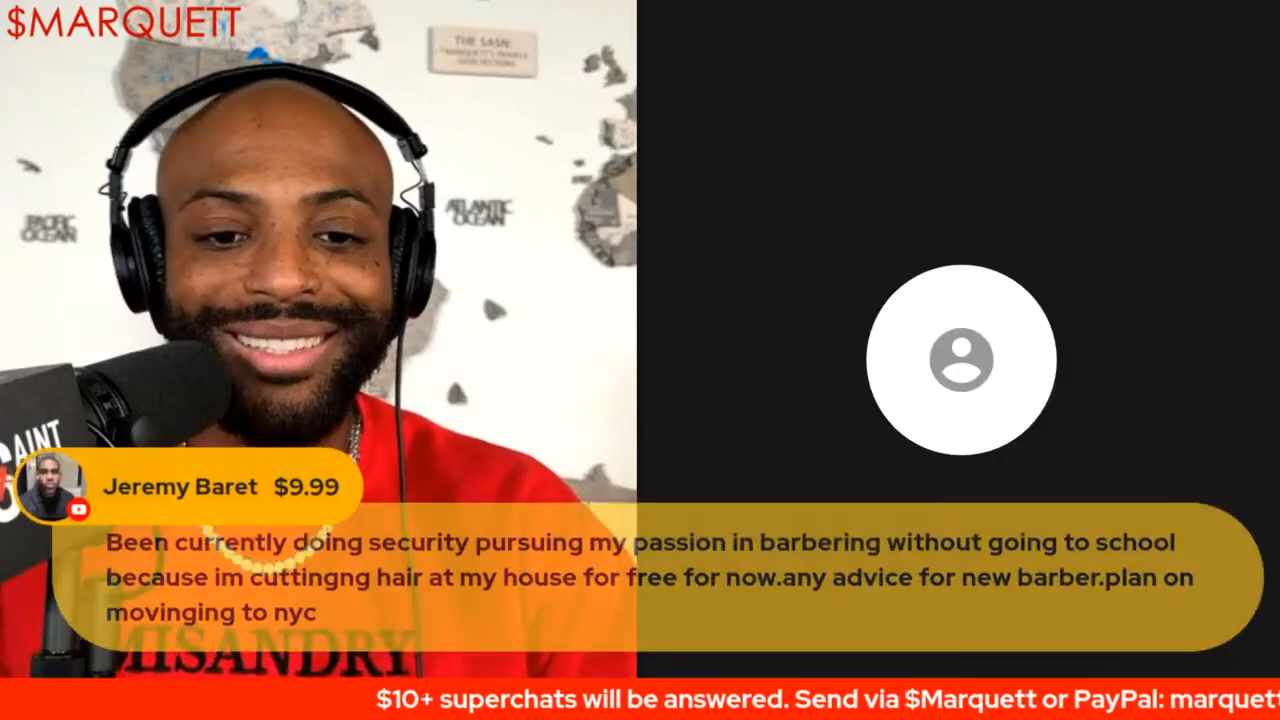 $MARQUETT
THE SASN:
PACIFIC
OCEAN
ATLANTIC
OCEAN
AINT
Jeremy Baret $9.99
Been currently doing security pursuing my passion in barbering without going to school
because im cuttingng hair at my house for free for now.any advice for new barber.plan on
movinging to nyc
MISANDRY
$10+ superchats will be answered. Send via $Marquett or PayPal: marquett